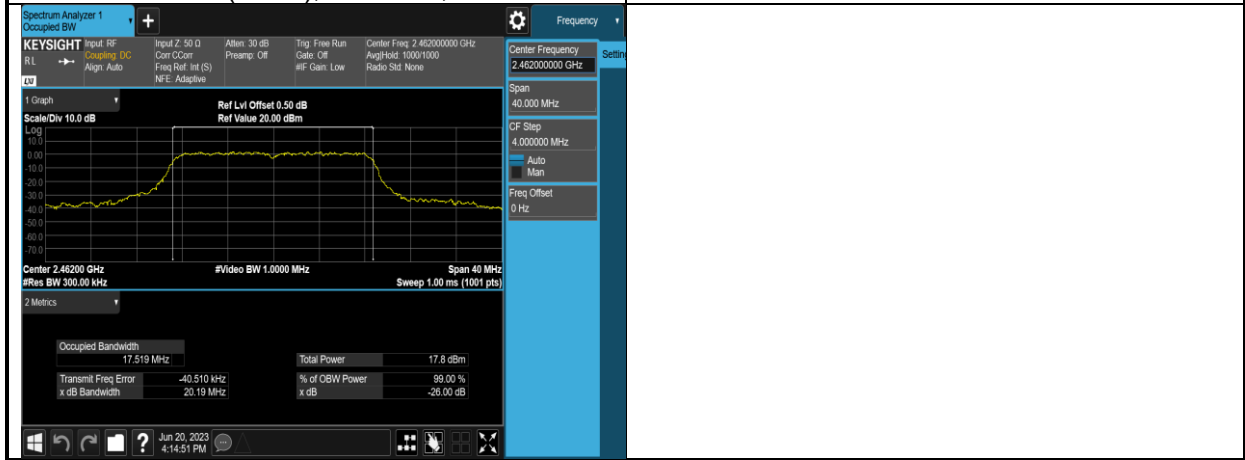 Spectrum Analyzer 1
Occupied BW
+
Frequency
KEYSIGHT
RL
LXI
Input: RF
Coupling: DC
Align: Auto
Input Z: 50 Ω
Corr CCorr
Freq Ref: Int (S)
NFE: Adaptive
Atten: 30 dB
Preamp: Off
Trig: Free Run
Gate: Off
#IF Gain: Low
Center Freq: 2.462000000 GHz
Avg|Hold: 1000/1000
Radio Std: None
Center Frequency
2.462000000 GHz
Settin
Span
40.000 MHz
CF Step
4.000000 MHz
Auto
Man
Freq Offset
0 Hz
1 Graph
Scale/Div 10.0 dB
Ref Lvl Offset 0.50 dB
Ref Value 20.00 dBm
Log
10.0
0.00
-10.0
-20.0
-30.0
-40.0
-50.0
-60.0
-70.0
Center 2.46200 GHz
#Res BW 300.00 kHz
#Video BW 1.0000 MHz
Span 40 MHz
Sweep 1.00 ms (1001 pts)
2 Metrics
Occupied Bandwidth
17.519 MHz
Total Power 17.8 dBm
Transmit Freq Error -40.510 kHz
% of OBW Power 99.00 %
x dB Bandwidth 20.19 MHz
x dB -26.00 dB
?
Jun 20, 2023
4:14:51 PM